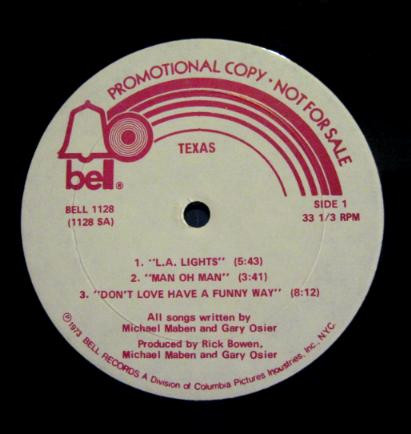 PROMOTIONAL COPY · NOT FOR SALE
TEXAS
bell®
BELL 1128
(1128 SA)
SIDE 1
33 1/3 RPM
1. "L.A. LIGHTS" (5:43)
2. "MAN OH MAN" (3:41)
3. "DON'T LOVE HAVE A FUNNY WAY" (8:12)
All songs written by
Michael Maben and Gary Osier
Produced by Rick Bowen,
Michael Maben and Gary Osier
℗1973 BELL RECORDS A Division of Columbia Pictures Industries, Inc., NYC